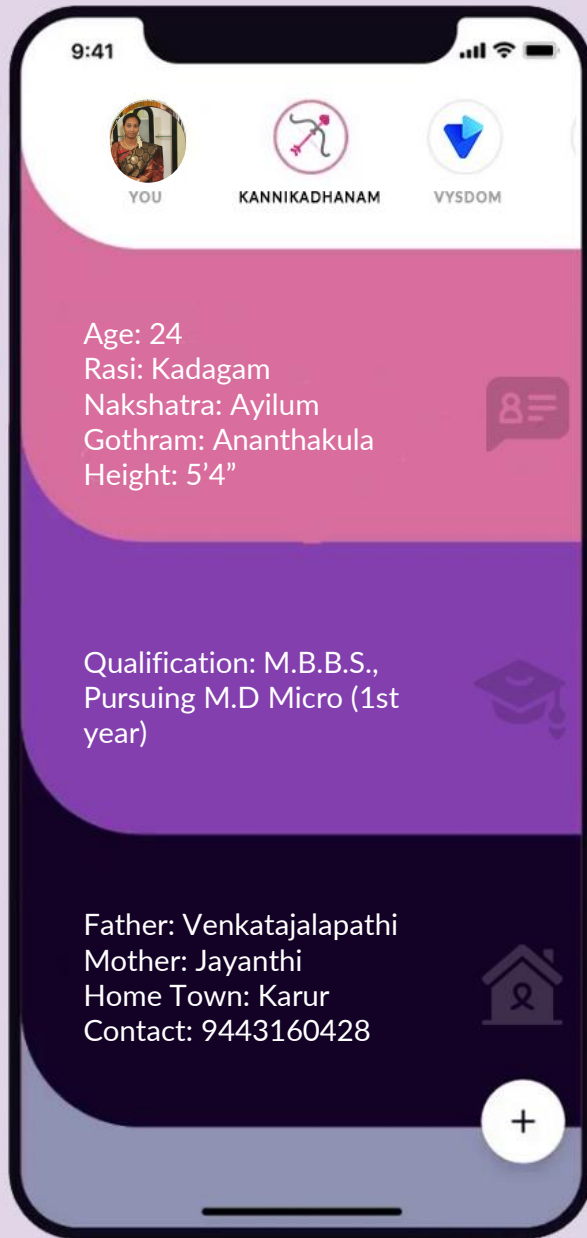 9:41
YOU
KANNIKADHANAM
VYSDOM
Age: 24
Rasi: Kadagam
Nakshatra: Ayilum
Gothram: Ananthakula
Height: 5’4”
Qualification: M.B.B.S.,
Pursuing M.D Micro (1st
year)
Father: Venkatajalapathi
Mother: Jayanthi
Home Town: Karur
Contact: 9443160428
+